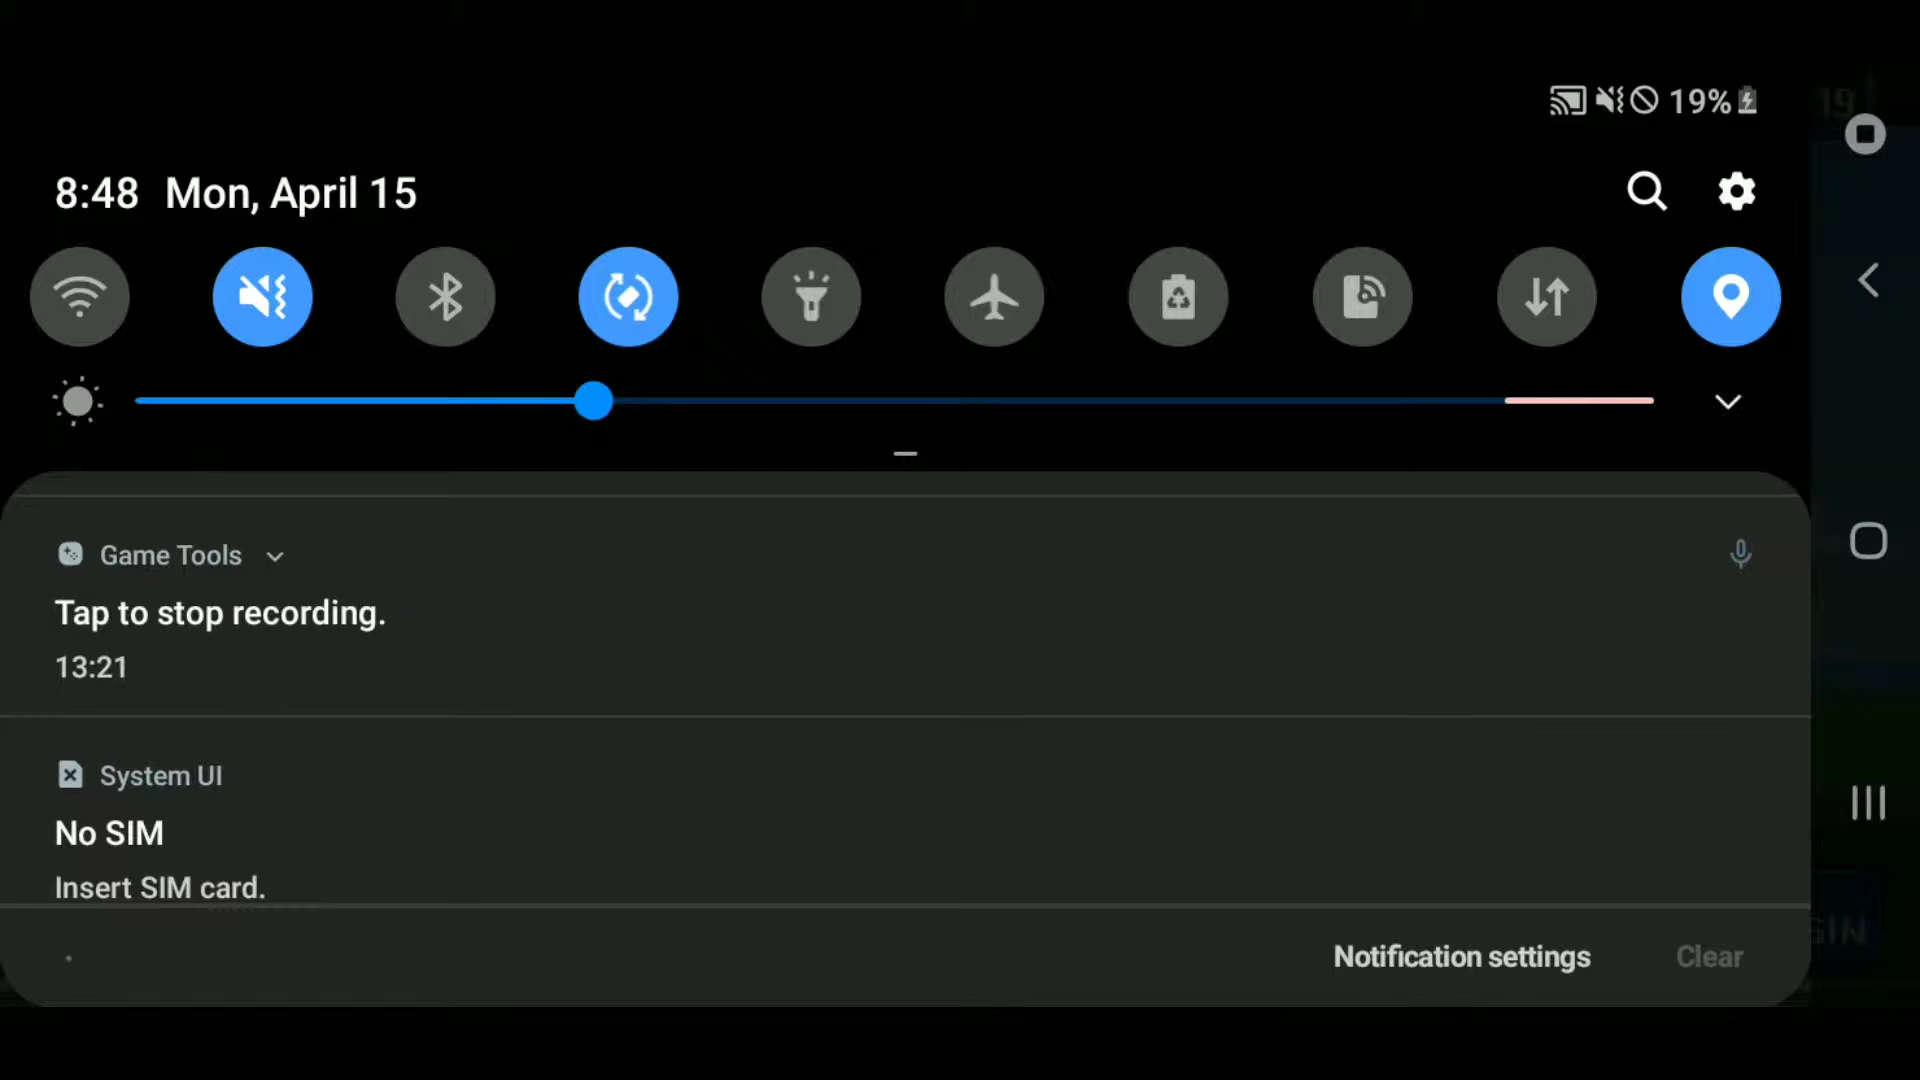 19%
19
8:48 Mon, April 15
Game Tools
Tap to stop recording.
13:21
System UI
No SIM
Insert SIM card.
Notification settings
Clear